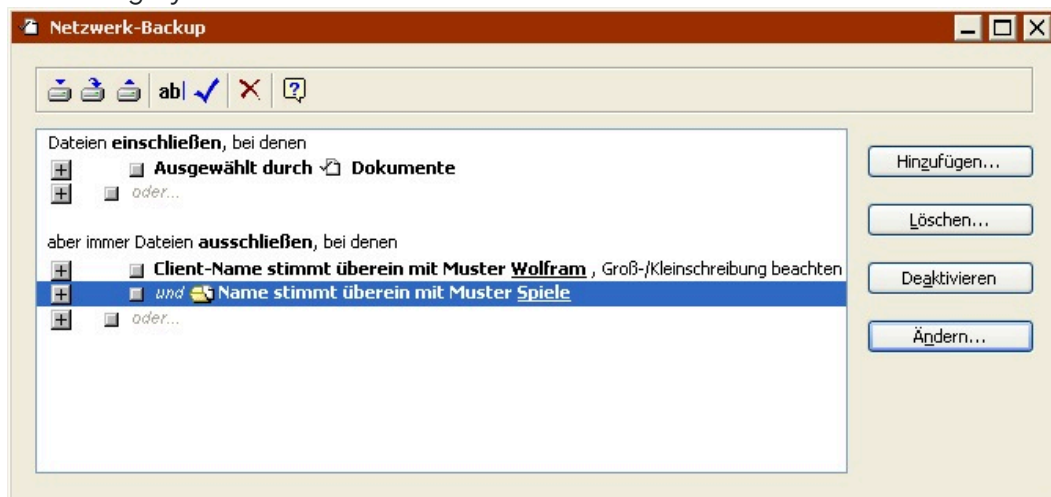 Netzwerk-Backup
ab
Dateien einschließen, bei denen
Ausgewählt durch Dokumente
oder...
aber immer Dateien ausschließen, bei denen
Client-Name stimmt überein mit Muster Wolfram , Groß-/Kleinschreibung beachten
und Name stimmt überein mit Muster Spiele
oder...
Hinzufügen...
Löschen...
Deaktivieren
Ändern...